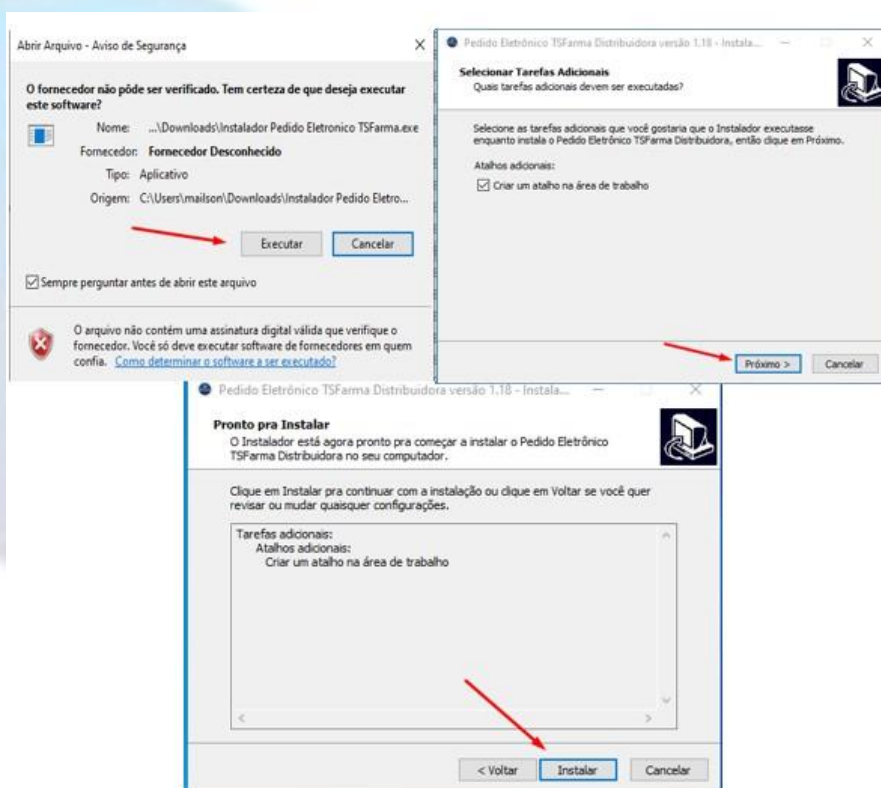 Abrir Arquivo - Aviso de Segurança
O fornecedor não pôde ser verificado. Tem certeza de que deseja executar
este software?
Nome: ...\Downloads\Instalador Pedido Eletronico TSFarma.exe
Fornecedor: Fornecedor Desconhecido
Tipo: Aplicativo
Origem: C:\Users\mailson\Downloads\Instalador Pedido Eletro...
Executar Cancelar
Sempre perguntar antes de abrir este arquivo
O arquivo não contém uma assinatura digital válida que verifique o
fornecedor. Você só deve executar software de fornecedores em quem
confia. Como determinar o software a ser executado?
Pedido Eletrônico TSFarma Distribuidora versão 1.18 - Instala...
Selecionar Tarefas Adicionais
Quais tarefas adicionais devem ser executadas?
Selecione as tarefas adicionais que você gostaria que o Instalador executasse
enquanto instala o Pedido Eletrônico TSFarma Distribuidora, então clique em Próximo.
Atalhos adicionais:
Criar um atalho na área de trabalho
Próximo > Cancelar
Pedido Eletrônico TSFarma Distribuidora versão 1.18 - Instala...
Pronto pra Instalar
O Instalador está agora pronto pra começar a instalar o Pedido Eletrônico
TSFarma Distribuidora no seu computador.
Clique em Instalar pra continuar com a instalação ou clique em Voltar se você quer
revisar ou mudar quaisquer configurações.
Tarefas adicionais:
Atalhos adicionais:
Criar um atalho na área de trabalho
< Voltar Instalar Cancelar